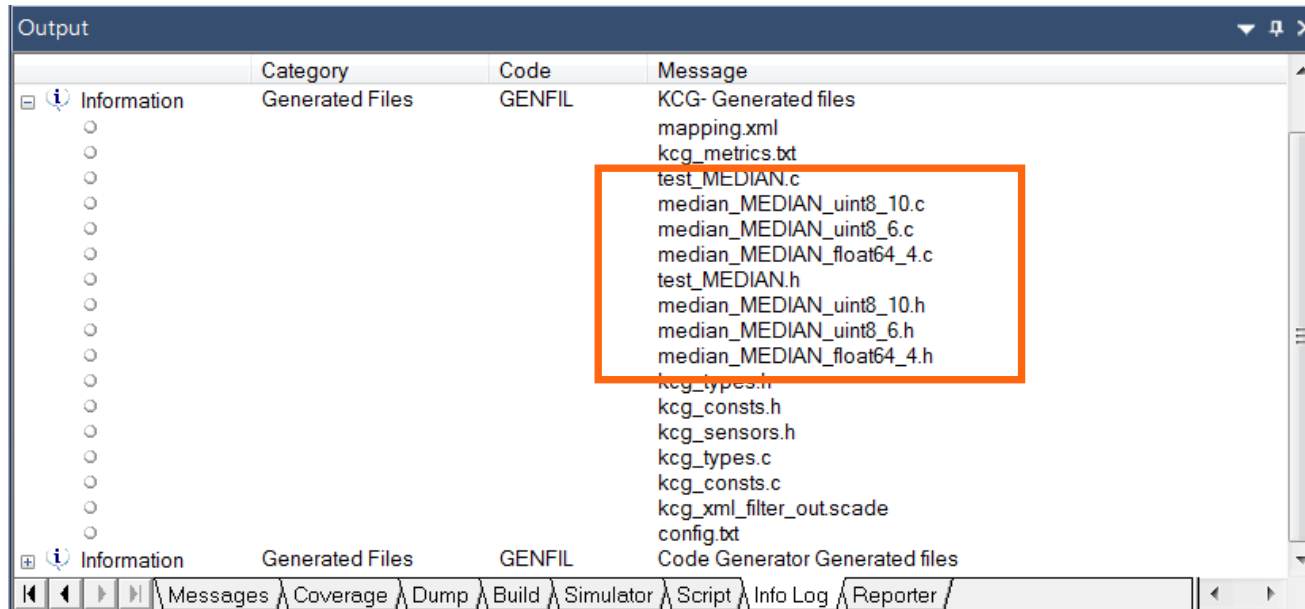 Output
Category Code Message
Information Generated Files GENFIL KCG- Generated files
mapping.xml
kcg_metrics.txt
test_MEDIAN.c
median_MEDIAN_uint8_10.c
median_MEDIAN_uint8_6.c
median_MEDIAN_float64_4.c
test_MEDIAN.h
median_MEDIAN_uint8_10.h
median_MEDIAN_uint8_6.h
median_MEDIAN_float64_4.h
kcg_types.h
kcg_consts.h
kcg_sensors.h
kcg_types.c
kcg_consts.c
kcg_xml_filter_out.scade
config.txt
Information Generated Files GENFIL Code Generator Generated files
Messages Coverage Dump Build Simulator Script Info Log Reporter